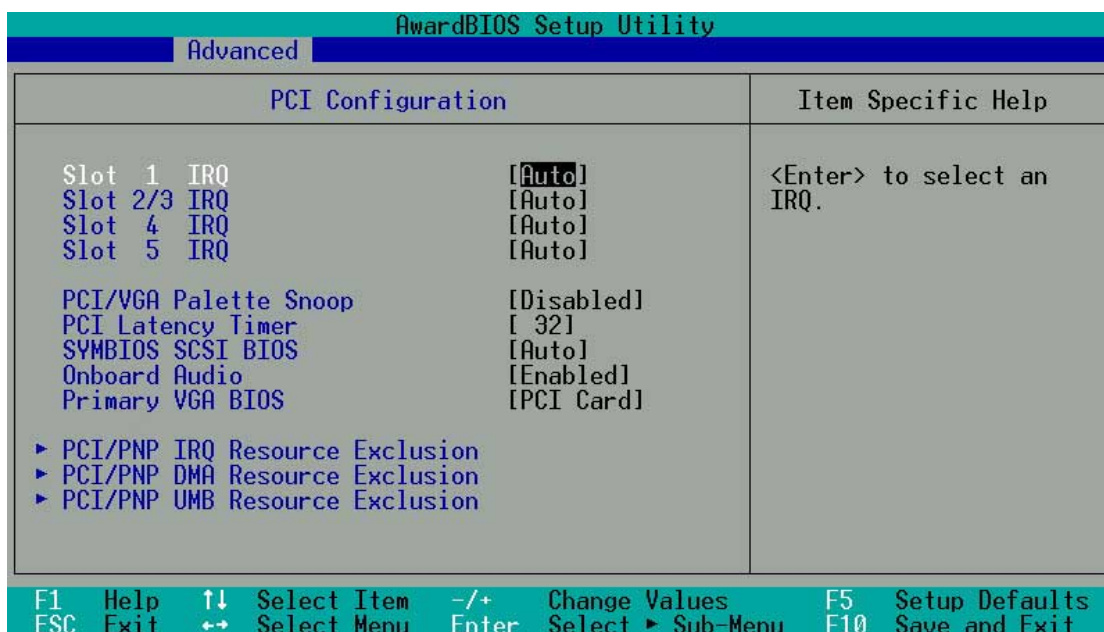 AwardBIOS Setup Utility
Advanced
PCI Configuration
Item Specific Help
Slot 1 IRQ [Auto]
Slot 2/3 IRQ [Auto]
Slot 4 IRQ [Auto]
Slot 5 IRQ [Auto]
<Enter> to select an
IRQ.
PCI/VGA Palette Snoop [Disabled]
PCI Latency Timer [ 32]
SYMBIOS SCSI BIOS [Auto]
Onboard Audio [Enabled]
Primary VGA BIOS [PCI Card]
► PCI/PNP IRQ Resource Exclusion
► PCI/PNP DMA Resource Exclusion
► PCI/PNP UMB Resource Exclusion
F1 Help ↑↓ Select Item -/+ Change Values F5 Setup Defaults
ESC Exit ←→ Select Menu Enter Select ► Sub-Menu F10 Save and Exit